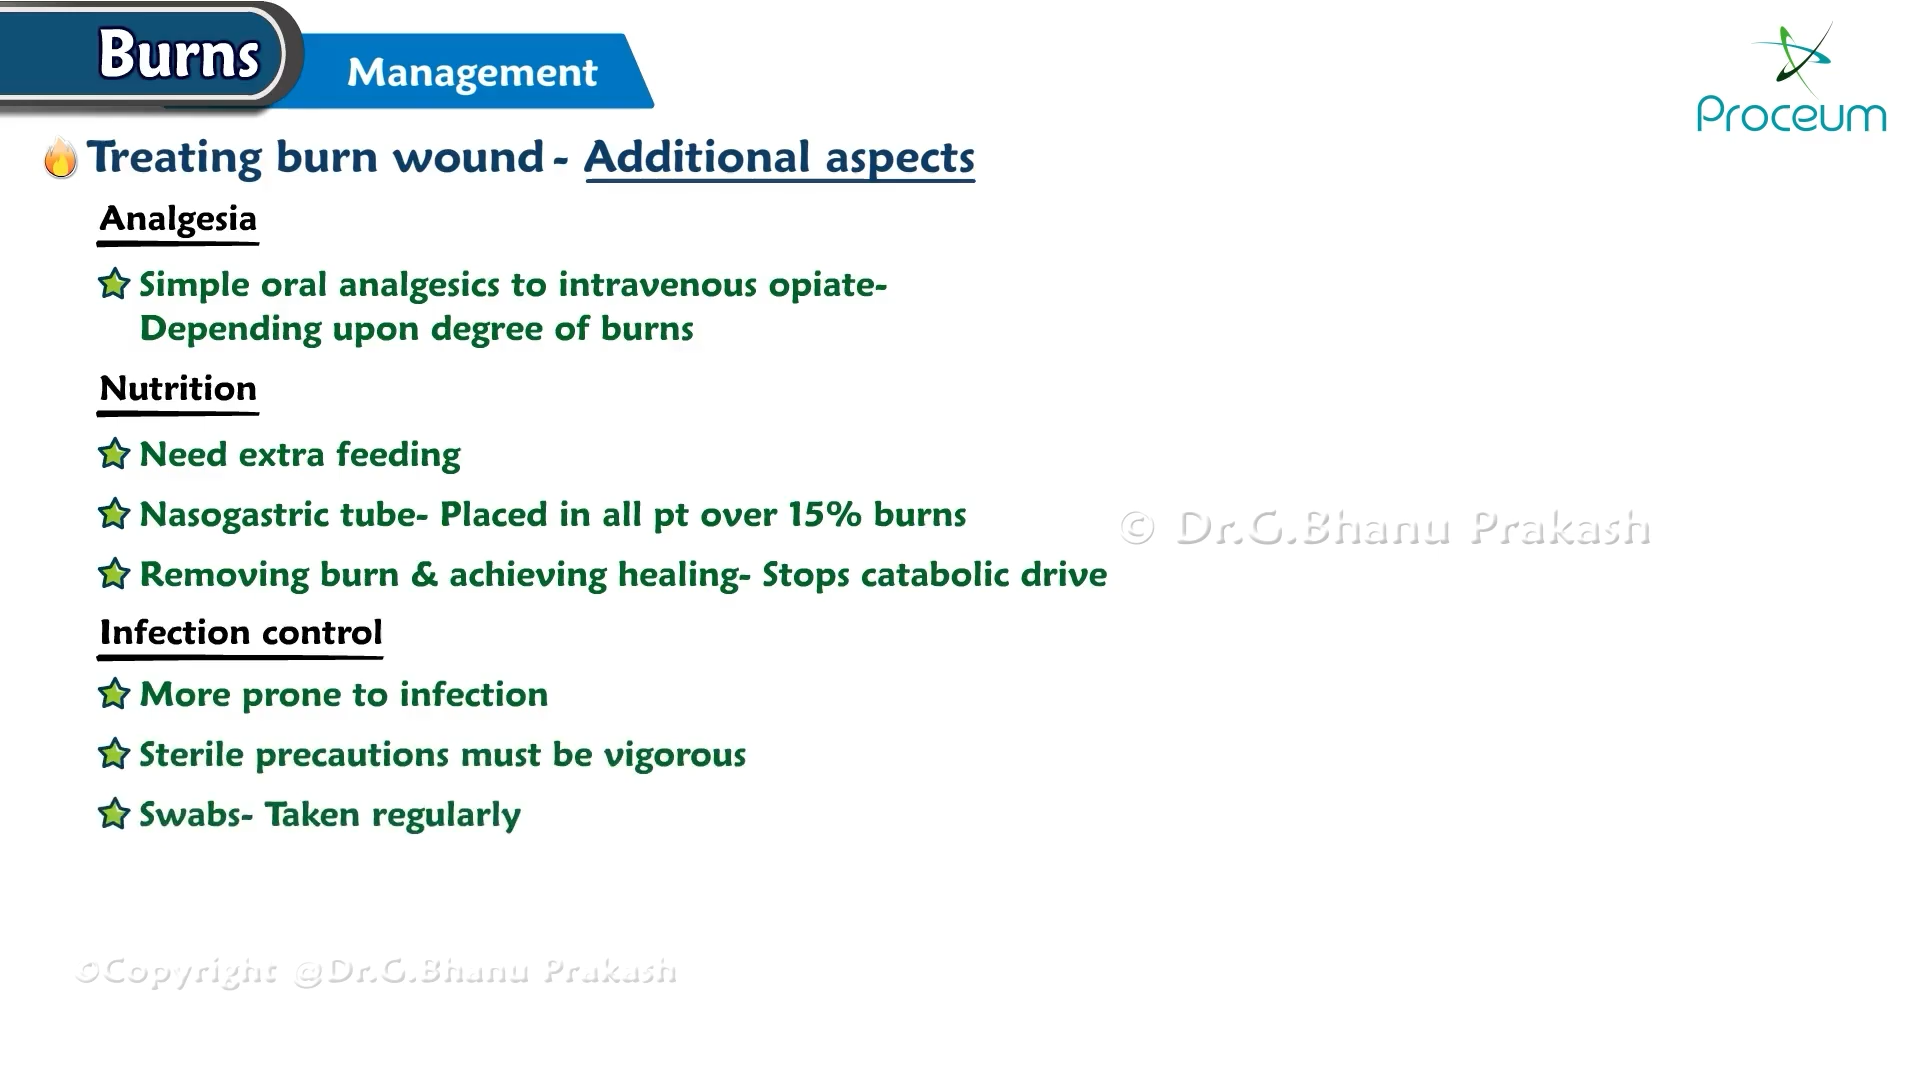 Burns
Management
Proceum
Treating burn wound - Additional aspects
Analgesia
Simple oral analgesics to intravenous opiate-
Depending upon degree of burns
Nutrition
Need extra feeding
Nasogastric tube- Placed in all pt over 15% burns
© Dr.G.Bhanu Prakash
Removing burn & achieving healing- Stops catabolic drive
Infection control
More prone to infection
Sterile precautions must be vigorous
Swabs- Taken regularly
©Copyright @Dr.G.Bhanu Prakash